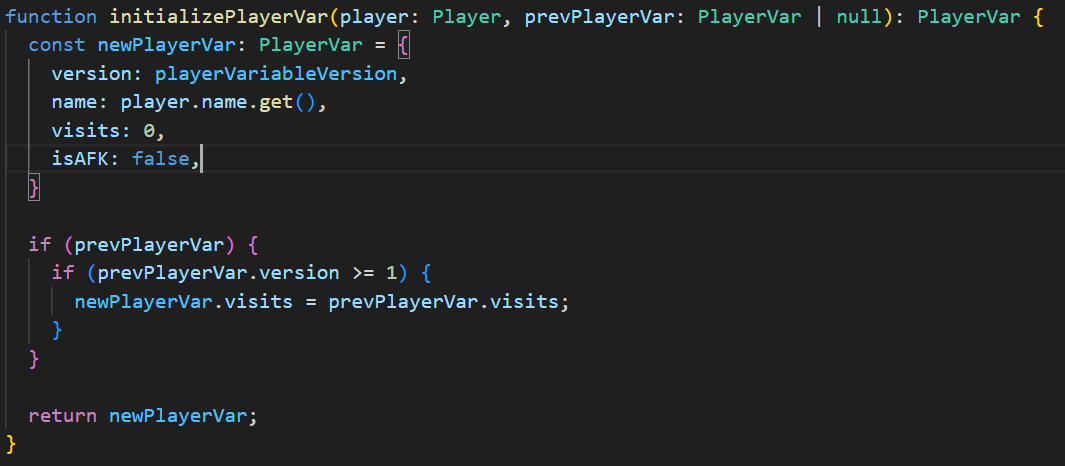 function initializePlayerVar(player: Player, prevPlayerVar: PlayerVar | null): PlayerVar {
  const newPlayerVar: PlayerVar = {
    version: playerVariableVersion,
    name: player.name.get(),
    visits: 0,
    isAFK: false,
  }

  if (prevPlayerVar) {
    if (prevPlayerVar.version >= 1) {
      newPlayerVar.visits = prevPlayerVar.visits;
    }
  }

  return newPlayerVar;
}